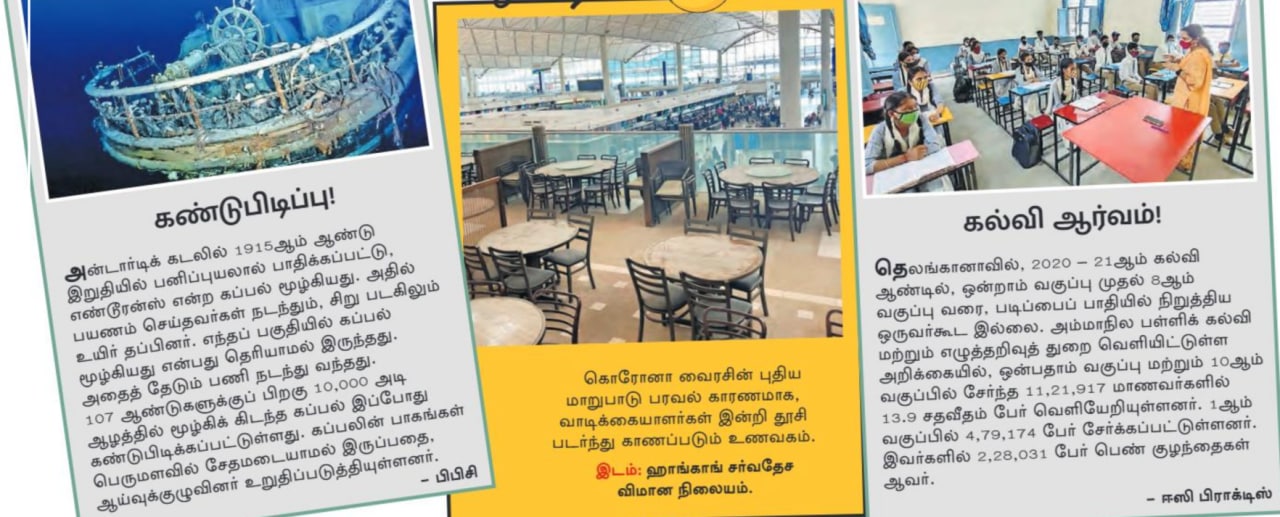 கண்டுபிடிப்பு!
அன்டார்டிக் கடலில் 1915ஆம் ஆண்டு
இறுதியில் பனிப்புயலால் பாதிக்கப்பட்டு,
எண்டூரன்ஸ் என்ற கப்பல் மூழ்கியது. அதில்
பயணம் செய்தவர்கள் நடந்தும், சிறு படகிலும்
உயிர் தப்பினர். எந்தப் பகுதியில் கப்பல்
மூழ்கியது என்பது தெரியாமல் இருந்தது.
அதைத் தேடும் பணி நடந்து வந்தது.
107 ஆண்டுகளுக்குப் பிறகு 10,000 அடி
ஆழத்தில் மூழ்கிக் கிடந்த கப்பல் இப்போது
கண்டுபிடிக்கப்பட்டுள்ளது. கப்பலின் பாகங்கள்
பெருமளவில் சேதமடையாமல் இருப்பதை,
ஆய்வுக்குழுவினர் உறுதிப்படுத்தியுள்ளனர்.
– பிபிசி
கொரோனா வைரசின் புதிய
மாறுபாடு பரவல் காரணமாக,
வாடிக்கையாளர்கள் இன்றி தூசி
படர்ந்து காணப்படும் உணவகம்.
இடம்: ஹாங்காங் சர்வதேச
விமான நிலையம்.
கல்வி ஆர்வம்!
தெலங்கானாவில், 2020 – 21ஆம் கல்வி
ஆண்டில், ஒன்றாம் வகுப்பு முதல் 8ஆம்
வகுப்பு வரை, படிப்பைப் பாதியில் நிறுத்திய
ஒருவர்கூட இல்லை. அம்மாநில பள்ளிக் கல்வி
மற்றும் எழுத்தறிவுத் துறை வெளியிட்டுள்ள
அறிக்கையில், ஒன்பதாம் வகுப்பு மற்றும் 10ஆம்
வகுப்பில் சேர்ந்த 11,21,917 மாணவர்களில்
13.9 சதவீதம் பேர் வெளியேறியுள்ளனர். 1ஆம்
வகுப்பில் 4,79,174 பேர் சேர்க்கப்பட்டுள்ளனர்.
இவர்களில் 2,28,031 பேர் பெண் குழந்தைகள்
ஆவர்.
– ஈஸி பிராக்டிஸ்